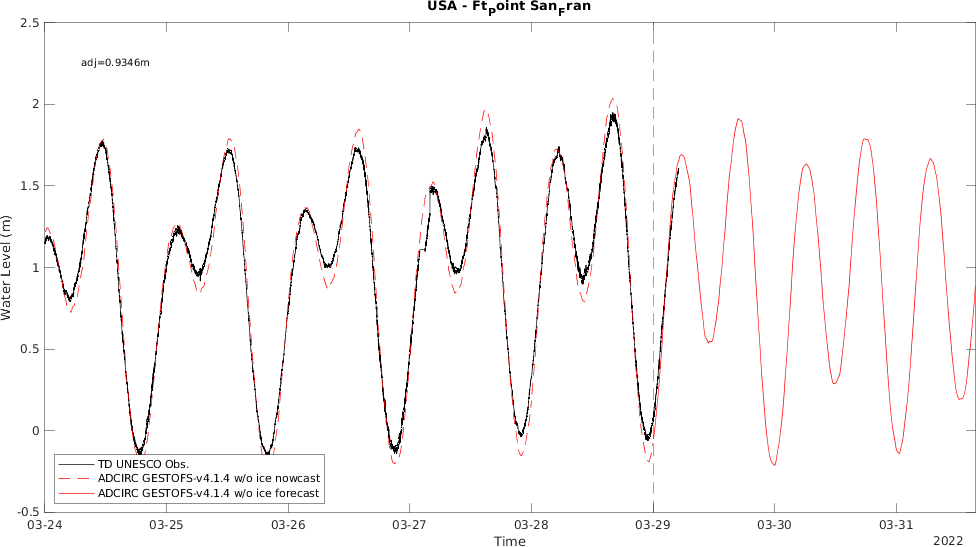 USA - Ft_Point San_Fran
adj=0.9346m
2.5
2
1.5
1
0.5
0
-0.5
Water Level (m)
TD UNESCO Obs.
ADCIRC GESTOFS-v4.1.4 w/o ice nowcast
ADCIRC GESTOFS-v4.1.4 w/o ice forecast
03-24 03-25 03-26 03-27 03-28 03-29 03-30 03-31
Time
2022